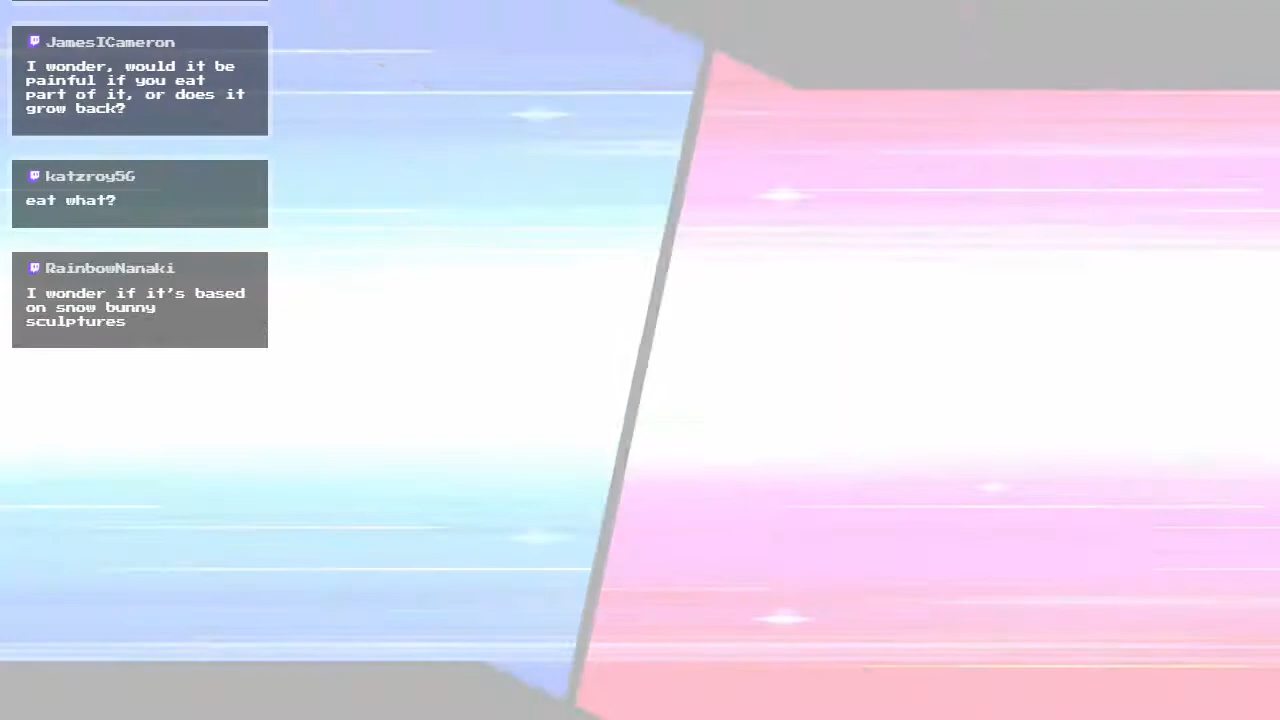 JamesICameron
I wonder, would it be
painful if you eat
part of it, or does it
grow back?
katzroy56
eat what?
RainbowNanaki
I wonder if it's based
on snow bunny
sculptures